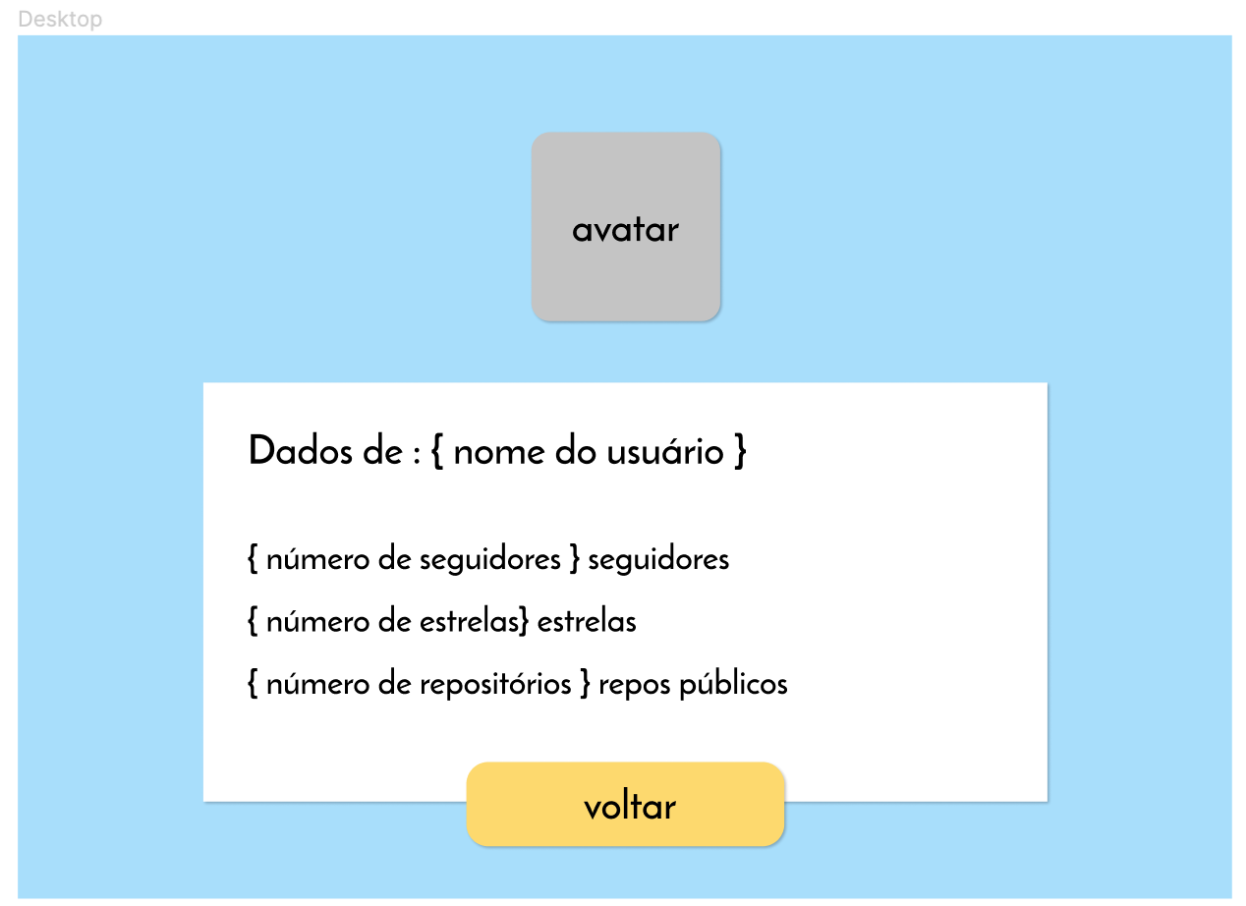 Desktop
avatar
Dados de : { nome do usuário }
{ número de seguidores } seguidores
{ número de estrelas} estrelas
{ número de repositórios } repos públicos
voltar